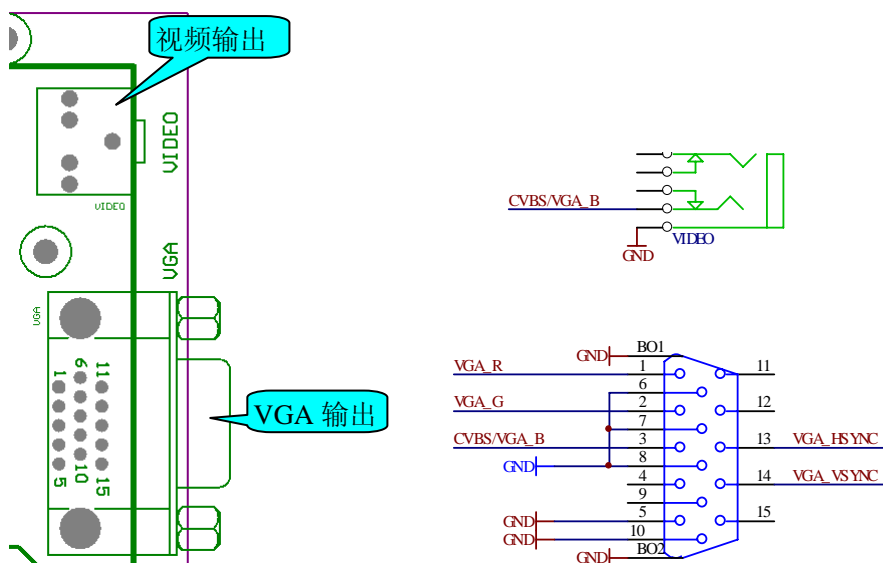 视频输出
VIDEO
VIDEO
VGA
VGA
1
6
11
5
10
15
VGA 输出
CVBS/VGA_B
GND
VIDEO
GND
BO1
VGA_R
1
11
6
VGA_G
2
12
7
CVBS/VGA_B
3
13
VGA_HSYNC
GND
8
4
14
VGA_VSYNC
9
GND
5
15
GND
10
GND
BO2